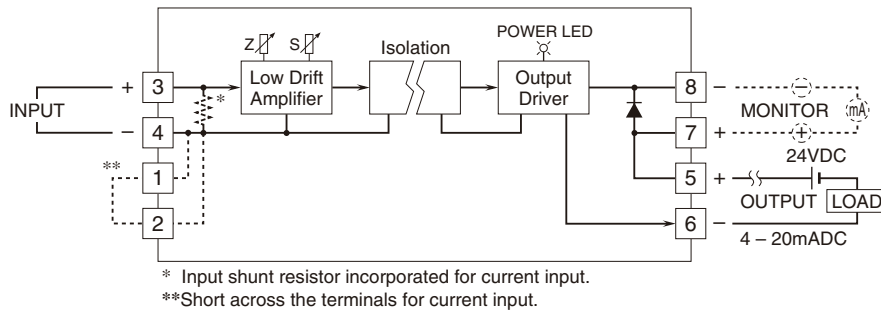 POWER LED
Z S Isolation
INPUT + 3 * Low Drift Amplifier Output Driver 8 − − mA
MONITOR
− 4 7 + +
** 1 5 + 24VDC
OUTPUT LOAD
2 6 −
4 – 20mADC
* Input shunt resistor incorporated for current input.
**Short across the terminals for current input.